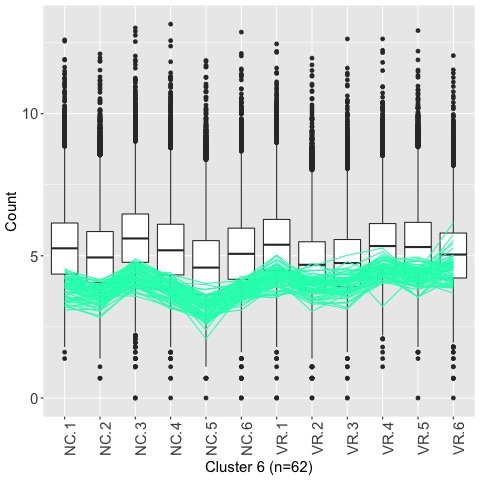 Count
10
5
0
NC.1
NC.2
NC.3
NC.4
NC.5
NC.6
VR.1
VR.2
VR.3
VR.4
VR.5
VR.6
Cluster 6 (n=62)